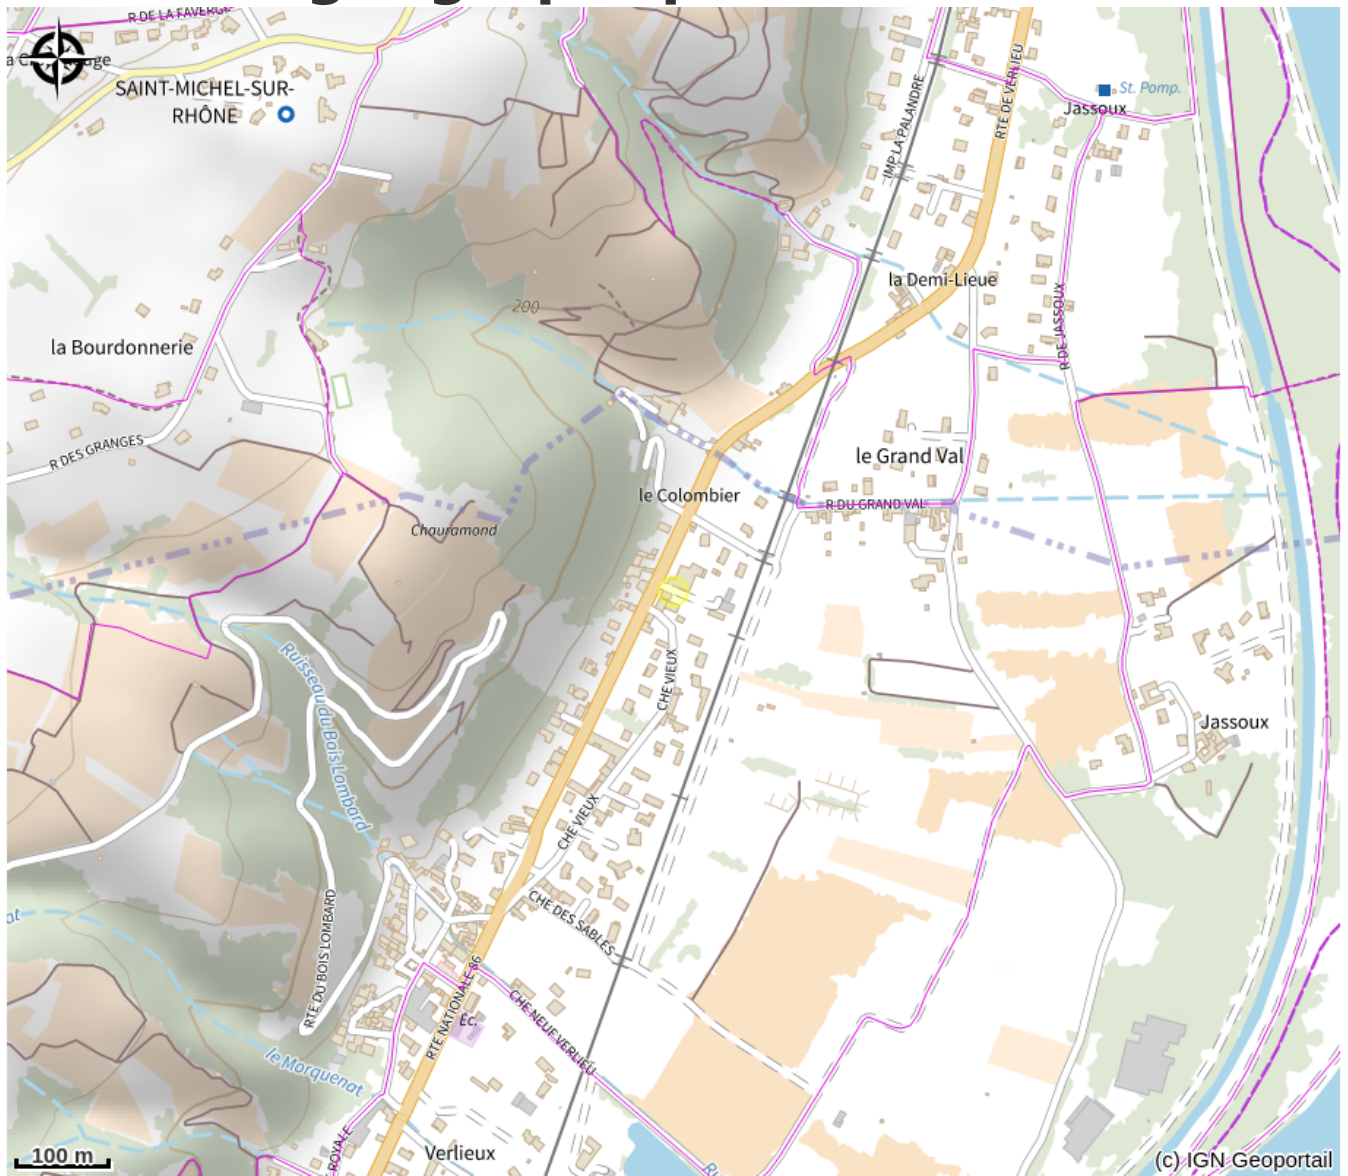 R DE LA FAVERGE
SAINT-MICHEL-SUR-
RHÔNE
IMP LA PALANDRE
RTE DE VERLIEU
St. Pomp.
Jassoux
la Demi-Lieue
R DE JASSOUX
200
la Bourdonnerie
R DES GRANGES
le Grand Val
le Colombier
R DU GRAND VAL
Chauramond
Ruisseau du Bois Lombard
CHE VIEUX
Jassoux
CHE VIEUX
CHE DES SABLES
RTE DU BOIS LOMBARD
RTE NATIONALE 86
Éc.
CHE NEUF VERLIEU
le Morquenat
ROYALE
Verlieux
100 m
(c) IGN Geoportail